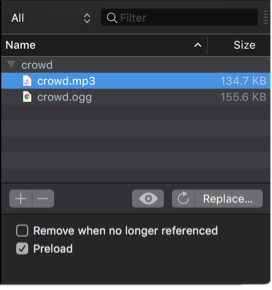 All Filter
Name Size
crowd
crowd.mp3 134.7 KB
crowd.ogg 155.6 KB
Replace...
Remove when no longer referenced
Preload